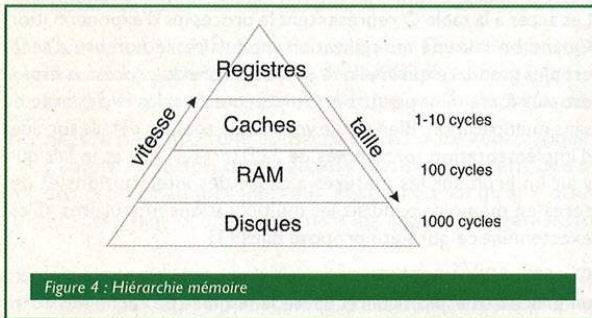 Registres
vitesse
taille
Caches
1-10 cycles
RAM
100 cycles
Disques
1000 cycles
Figure 4 : Hiérarchie mémoire